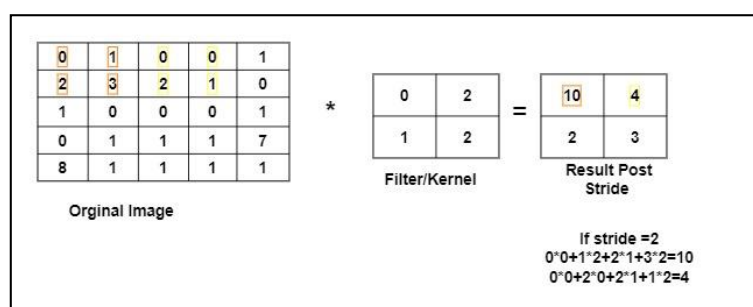 0 1 0 0 1
2 3 2 1 0
1 0 0 0 1
0 1 1 1 7
8 1 1 1 1
Orginal Image
*
0 2
1 2
Filter/Kernel
=
10 4
2 3
Result Post
Stride
If stride =2
0*0+1*2+2*1+3*2=10
0*0+2*0+2*1+1*2=4